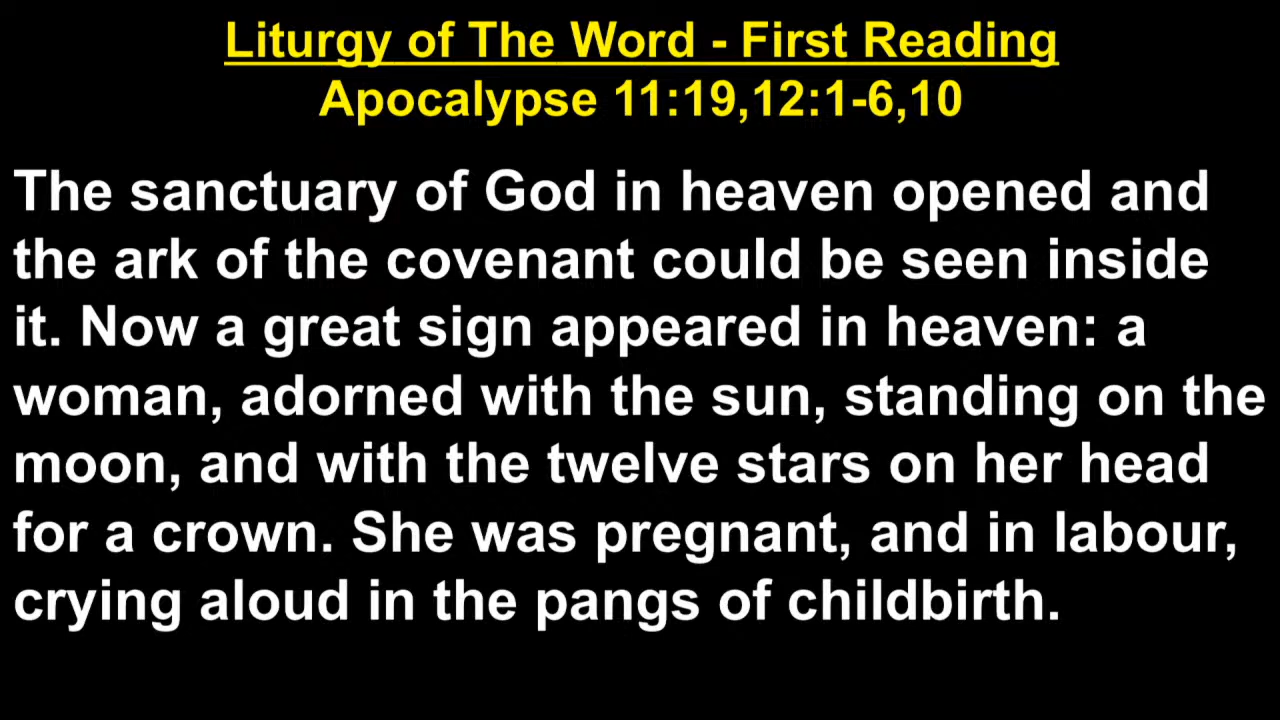 Liturgy of The Word - First Reading
Apocalypse 11:19,12:1-6,10
The sanctuary of God in heaven opened and
the ark of the covenant could be seen inside
it. Now a great sign appeared in heaven: a
woman, adorned with the sun, standing on the
moon, and with the twelve stars on her head
for a crown. She was pregnant, and in labour,
crying aloud in the pangs of childbirth.